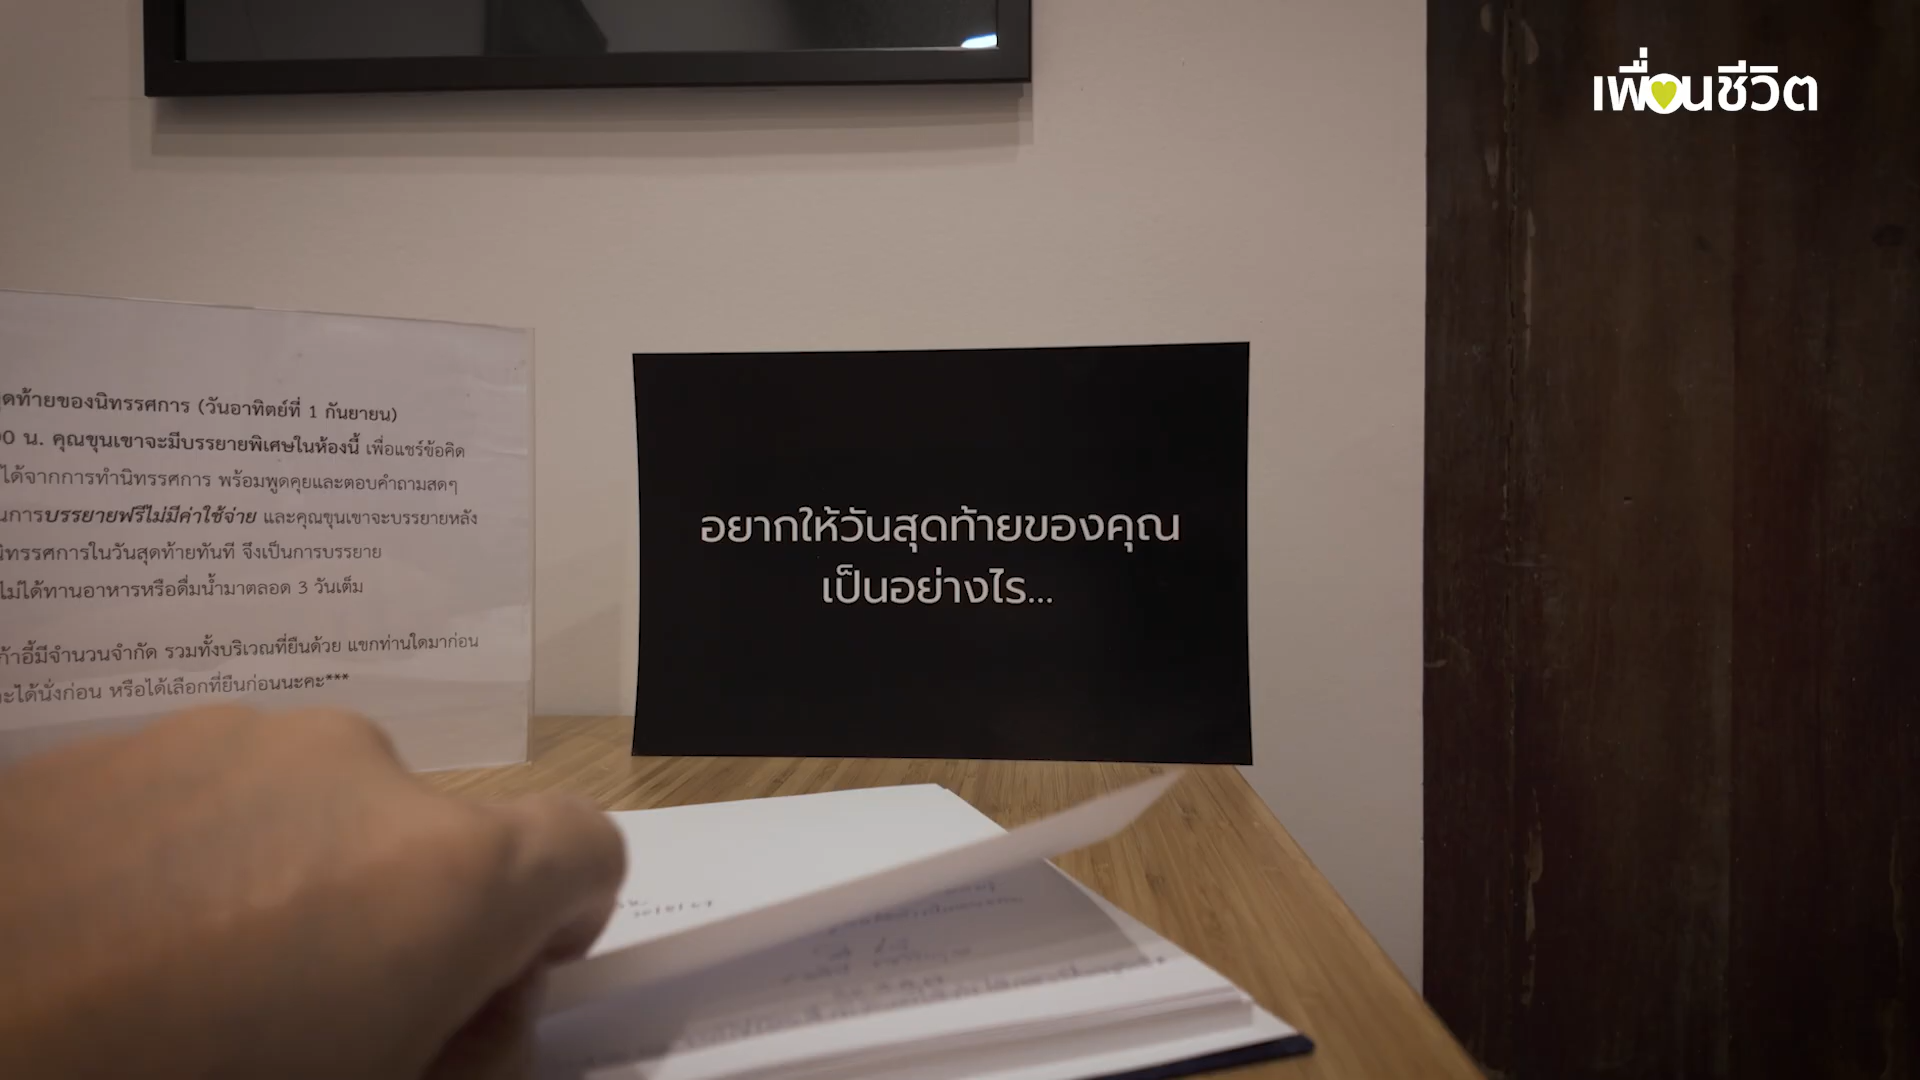 เพื่อนชีวิต
สุดท้ายของนิทรรศการ (วันอาทิตย์ที่ 1 กันยายน)
00 น. คุณขุนเขาจะมีบรรยายพิเศษในห้องนี้ เพื่อแชร์ข้อคิด
ได้จากการทำนิทรรศการ พร้อมพูดคุยและตอบคำถามสดๆ
นการบรรยายฟรีไม่มีค่าใช้จ่าย และคุณขุนเขาจะบรรยายหลัง
นิทรรศการในวันสุดท้ายทันที จึงเป็นการบรรยาย
ไม่ได้ทานอาหารหรือดื่มน้ำมาตลอด 3 วันเต็ม
ก้าอี้มีจำนวนจำกัด รวมทั้งบริเวณที่ยืนด้วย แขกท่านใดมาก่อน
จะได้นั่งก่อน หรือได้เลือกที่ยืนก่อนนะคะ***
อยากให้วันสุดท้ายของคุณ
เป็นอย่างไร...